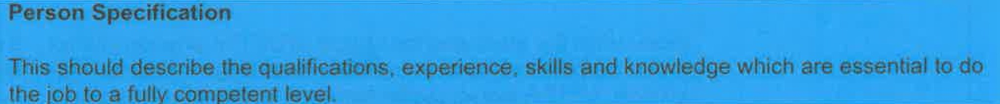 Person Specification
This should describe the qualifications, experience, skills and knowledge which are essential to do
the job to a fully competent level.